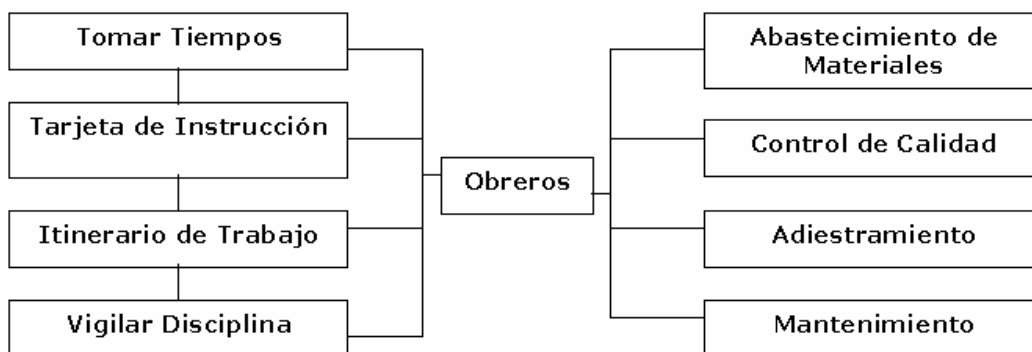 Tomar Tiempos
Tarjeta de Instrucción
Itinerario de Trabajo
Vigilar Disciplina
Obreros
Abastecimiento de
Materiales
Control de Calidad
Adiestramiento
Mantenimiento